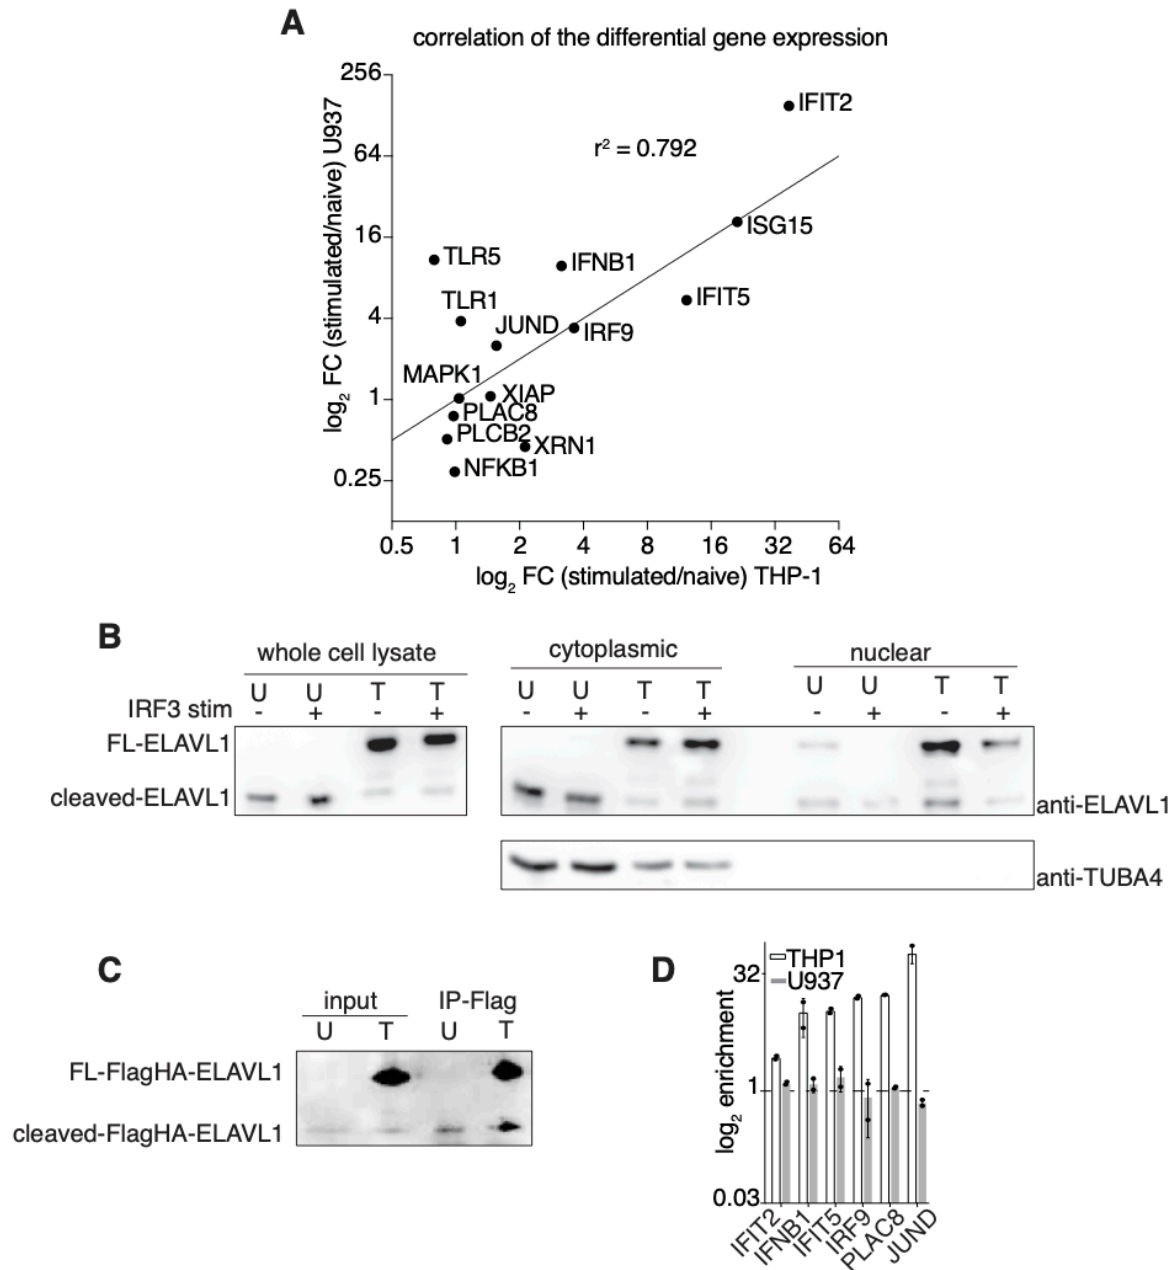 A
correlation of the differential gene expression
log2 FC (stimulated/naive) U937
256
64
16
4
1
0.25
r² = 0.792
IFIT2
ISG15
TLR5
IFNB1
IFIT5
TLR1
JUND
IRF9
MAPK1
XIAP
PLAC8
PLCB2
XRN1
NFKB1
0.5 1 2 4 8 16 32 64
log2 FC (stimulated/naive) THP-1
B
whole cell lysate
cytoplasmic
nuclear
U U T T
U U T T
U U T T
IRF3 stim - + - +
- + - +
- + - +
FL-ELAVL1
cleaved-ELAVL1
anti-ELAVL1
anti-TUBA4
C
input IP-Flag
U T U T
FL-FlagHA-ELAVL1
cleaved-FlagHA-ELAVL1
D
THP1
U937
log2 enrichment
32
1
0.03
IFIT2
IFNB1
IFIT5
IRF9
PLAC8
JUND